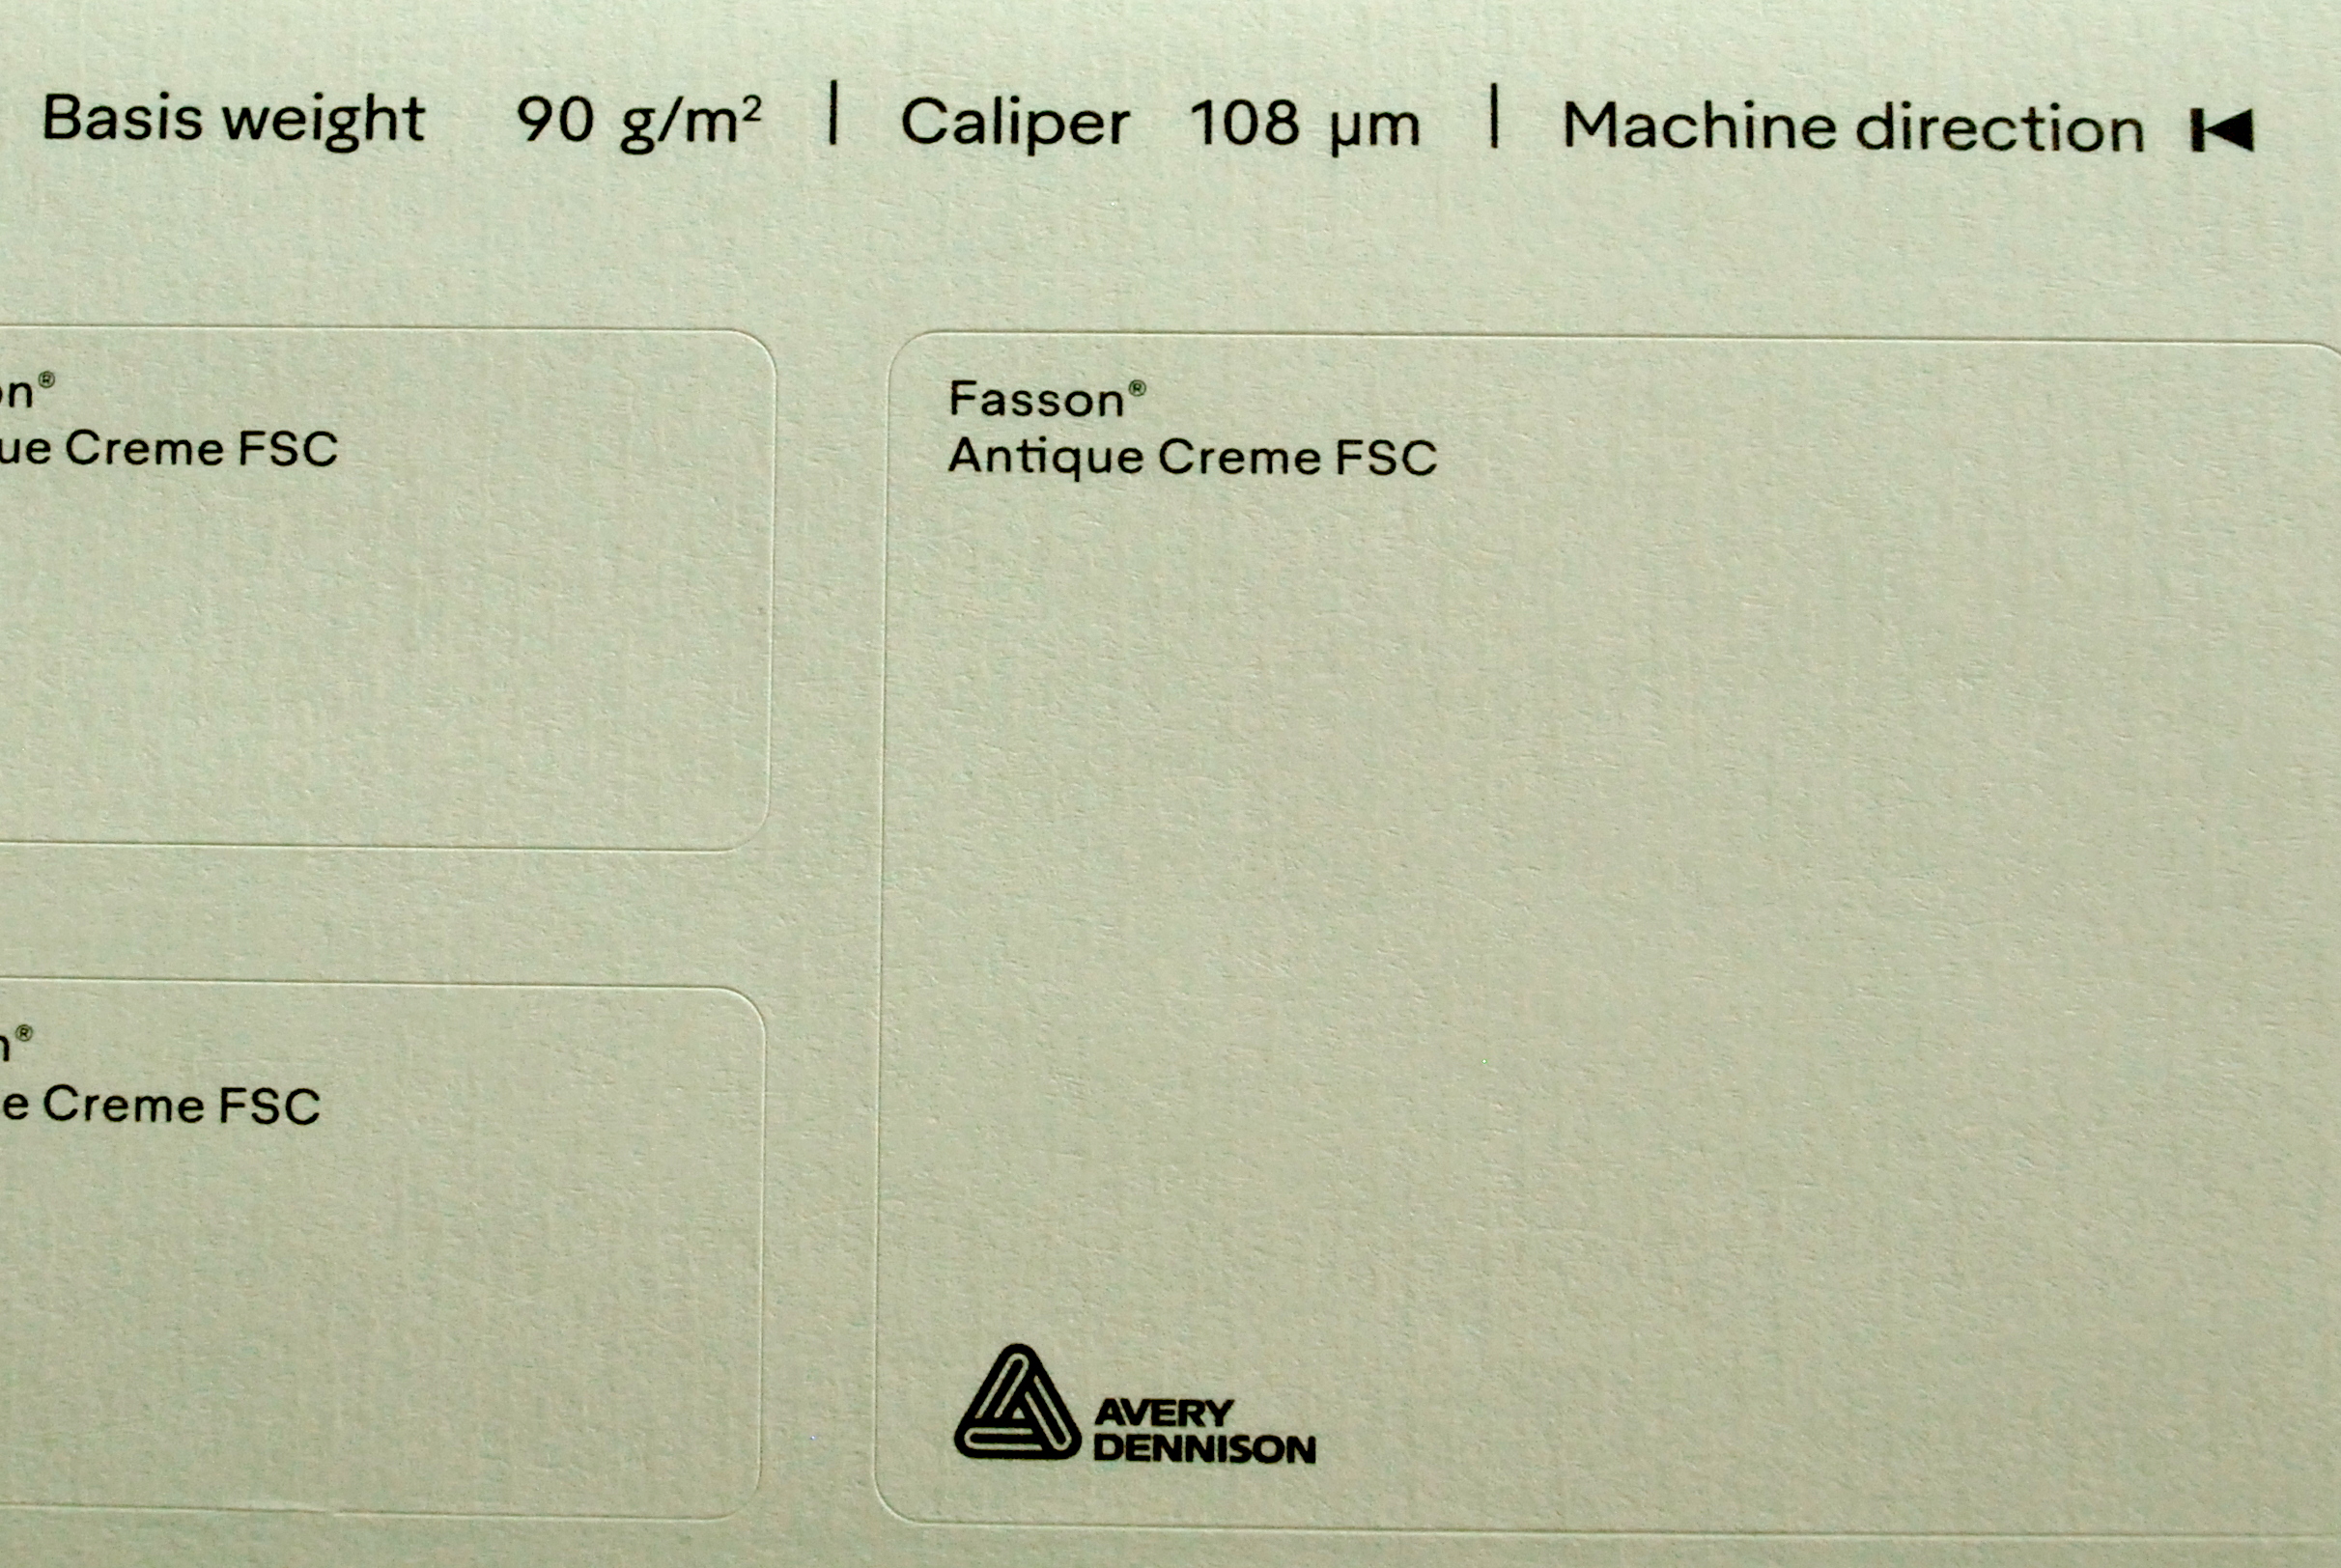 Basis weight 90 g/m² | Caliper 108 µm | Machine direction
Creme FSC
Fasson®
Antique Creme FSC
Creme FSC
AVERY
DENNISON